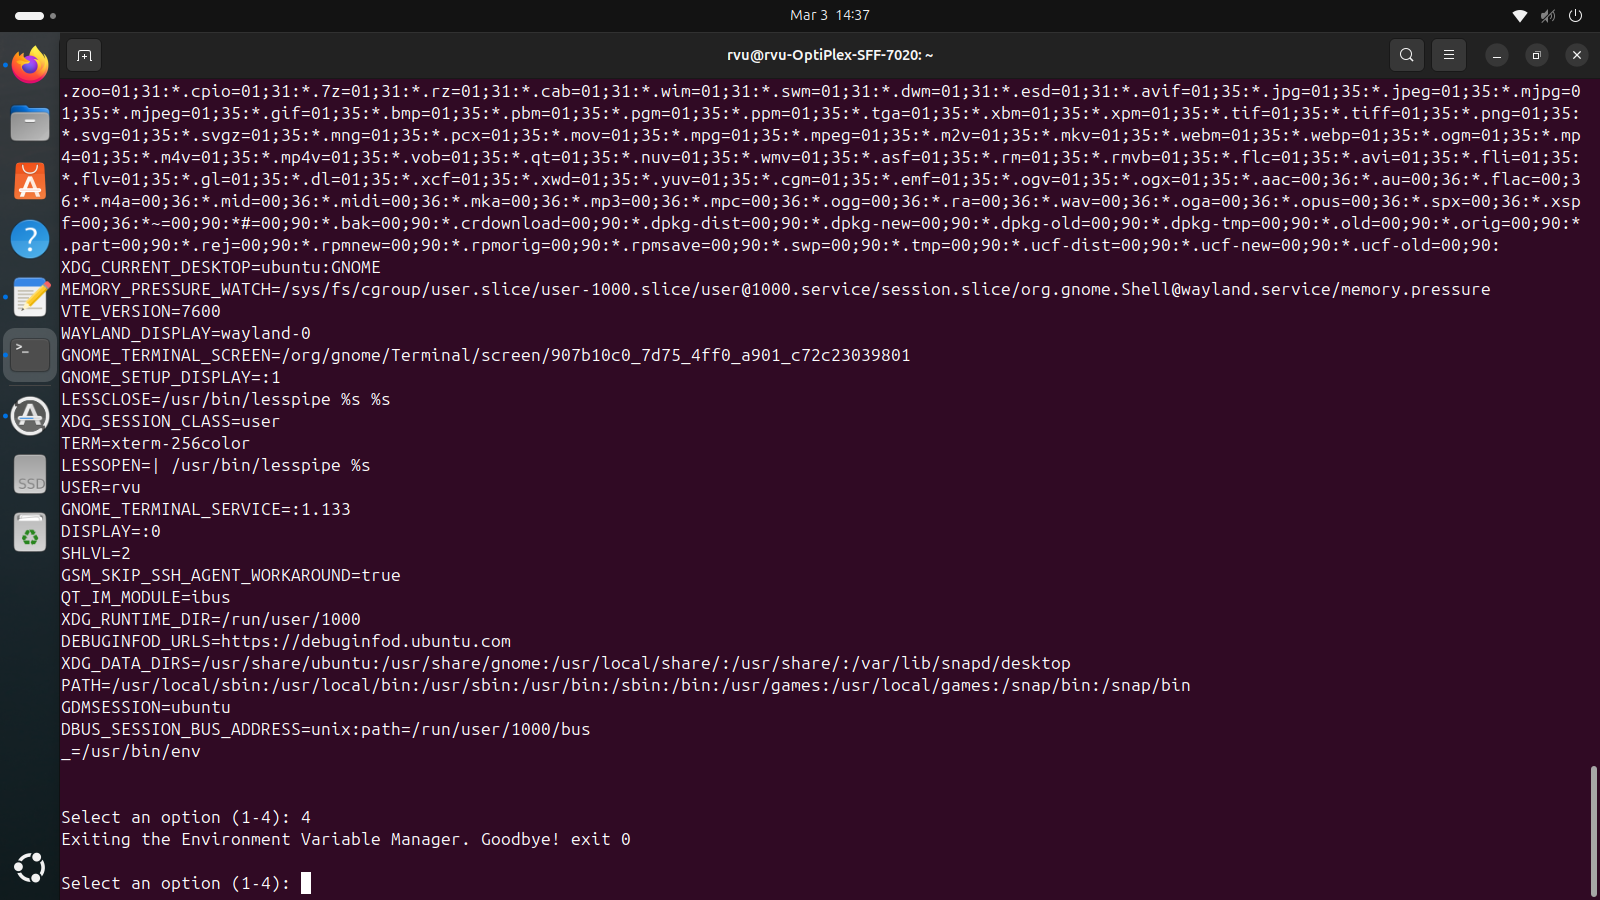 Mar 3 14:37
rvu@rvu-OptiPlex-SFF-7020: ~
.zoo=01;31:*.cpio=01;31:*.7z=01;31:*.rz=01;31:*.cab=01;31:*.wim=01;31:*.swm=01;31:*.dwm=01;31:*.esd=01;31:*.avif=01;35:*.jpg=01;35:*.jpeg=01;35:*.mjpg=0
1;35:*.mjpeg=01;35:*.gif=01;35:*.bmp=01;35:*.pbm=01;35:*.pgm=01;35:*.ppm=01;35:*.tga=01;35:*.xbm=01;35:*.xpm=01;35:*.tif=01;35:*.tiff=01;35:*.png=01;35:
*.svg=01;35:*.svgz=01;35:*.mng=01;35:*.pcx=01;35:*.mov=01;35:*.mpg=01;35:*.mpeg=01;35:*.m2v=01;35:*.mkv=01;35:*.webm=01;35:*.webp=01;35:*.ogm=01;35:*.mp
4=01;35:*.m4v=01;35:*.mp4v=01;35:*.vob=01;35:*.qt=01;35:*.nuv=01;35:*.wmv=01;35:*.asf=01;35:*.rm=01;35:*.rmvb=01;35:*.flc=01;35:*.avi=01;35:*.fli=01;35:
*.flv=01;35:*.gl=01;35:*.dl=01;35:*.xcf=01;35:*.xwd=01;35:*.yuv=01;35:*.cgm=01;35:*.emf=01;35:*.ogv=01;35:*.ogx=01;35:*.aac=00;36:*.au=00;36:*.flac=00;3
6:*.m4a=00;36:*.mid=00;36:*.midi=00;36:*.mka=00;36:*.mp3=00;36:*.mpc=00;36:*.ogg=00;36:*.ra=00;36:*.wav=00;36:*.oga=00;36:*.opus=00;36:*.spx=00;36:*.xsp
f=00;36:*~=00;90:*#=00;90:*.bak=00;90:*.crdownload=00;90:*.dpkg-dist=00;90:*.dpkg-new=00;90:*.dpkg-old=00;90:*.dpkg-tmp=00;90:*.old=00;90:*.orig=00;90:*
.part=00;90:*.rej=00;90:*.rpmnew=00;90:*.rpmorig=00;90:*.rpmsave=00;90:*.swp=00;90:*.tmp=00;90:*.ucf-dist=00;90:*.ucf-new=00;90:*.ucf-old=00;90:
XDG_CURRENT_DESKTOP=ubuntu:GNOME
MEMORY_PRESSURE_WATCH=/sys/fs/cgroup/user.slice/user-1000.slice/user@1000.service/session.slice/org.gnome.Shell@wayland.service/memory.pressure
VTE_VERSION=7600
WAYLAND_DISPLAY=wayland-0
GNOME_TERMINAL_SCREEN=/org/gnome/Terminal/screen/907b10c0_7d75_4ff0_a901_c72c23039801
GNOME_SETUP_DISPLAY=:1
LESSCLOSE=/usr/bin/lesspipe %s %s
XDG_SESSION_CLASS=user
TERM=xterm-256color
LESSOPEN=| /usr/bin/lesspipe %s
USER=rvu
GNOME_TERMINAL_SERVICE=:1.133
DISPLAY=:0
SHLVL=2
GSM_SKIP_SSH_AGENT_WORKAROUND=true
QT_IM_MODULE=ibus
XDG_RUNTIME_DIR=/run/user/1000
DEBUGINFOD_URLS=https://debuginfod.ubuntu.com
XDG_DATA_DIRS=/usr/share/ubuntu:/usr/share/gnome:/usr/local/share/:/usr/share/:/var/lib/snapd/desktop
PATH=/usr/local/sbin:/usr/local/bin:/usr/sbin:/usr/bin:/sbin:/bin:/usr/games:/usr/local/games:/snap/bin:/snap/bin
GDMSESSION=ubuntu
DBUS_SESSION_BUS_ADDRESS=unix:path=/run/user/1000/bus
_=/usr/bin/env
Select an option (1-4): 4
Exiting the Environment Variable Manager. Goodbye! exit 0
Select an option (1-4):
SSD